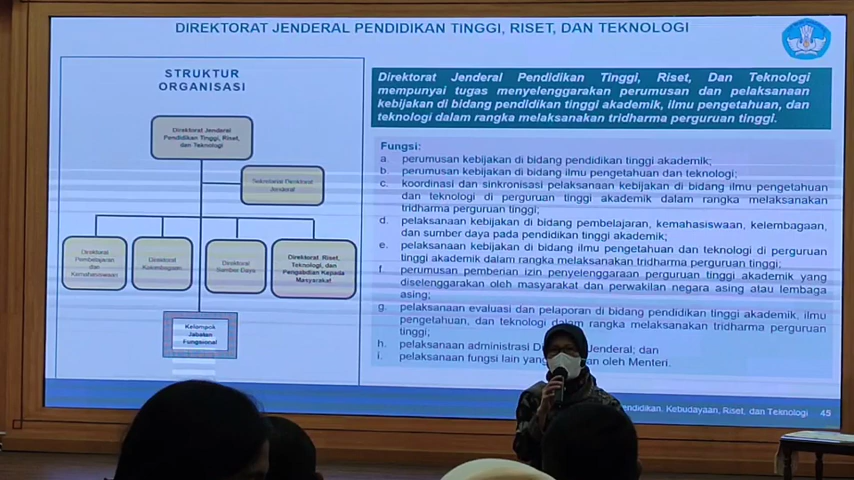 DIREKTORAT JENDERAL PENDIDIKAN TINGGI, RISET, DAN TEKNOLOGI
STRUKTUR
ORGANISASI
Direktorat Jenderal
Pendidikan Tinggi, Riset,
dan Teknologi
Sekretariat Direktorat
Jenderal
Direktorat
Pembelajaran
dan
Kemahasiswaan
Direktorat
Kelembagaan
Direktorat
Sumber Daya
Direktorat Riset,
Teknologi, dan
Pengabdian Kepada
Masyarakat
Kelompok
Jabatan
Fungsional
Direktorat Jenderal Pendidikan Tinggi, Riset, Dan Teknologi
mempunyai tugas menyelenggarakan perumusan dan pelaksanaan
kebijakan di bidang pendidikan tinggi akademik, ilmu pengetahuan, dan
teknologi dalam rangka melaksanakan tridharma perguruan tinggi.
Fungsi:
a. perumusan kebijakan di bidang pendidikan tinggi akademik;
b. perumusan kebijakan di bidang ilmu pengetahuan dan teknologi;
c. koordinasi dan sinkronisasi pelaksanaan kebijakan di bidang ilmu pengetahuan
dan teknologi di perguruan tinggi akademik dalam rangka melaksanakan
tridharma perguruan tinggi;
d. pelaksanaan kebijakan di bidang pembelajaran, kemahasiswaan, kelembagaan,
dan sumber daya pada pendidikan tinggi akademik;
e. pelaksanaan kebijakan di bidang ilmu pengetahuan dan teknologi di perguruan
tinggi akademik dalam rangka melaksanakan tridharma perguruan tinggi;
f. perumusan pemberian izin penyelenggaraan perguruan tinggi akademik yang
diselenggarakan oleh masyarakat dan perwakilan negara asing atau lembaga
asing;
g. pelaksanaan evaluasi dan pelaporan di bidang pendidikan tinggi akademik, ilmu
pengetahuan, dan teknologi dalam rangka melaksanakan tridharma perguruan
tinggi;
h. pelaksanaan administrasi Jenderal; dan
i. pelaksanaan fungsi lain yang oleh Menteri.
Kebudayaan, Riset, dan Teknologi 45